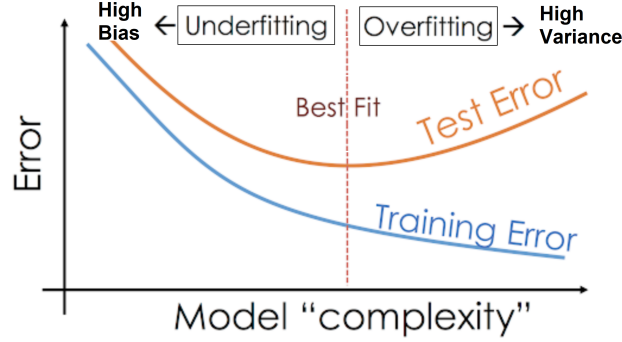 High
Bias
← Underfitting
Overfitting →
High
Variance
Best Fit
Test Error
Training Error
Error
Model “complexity”